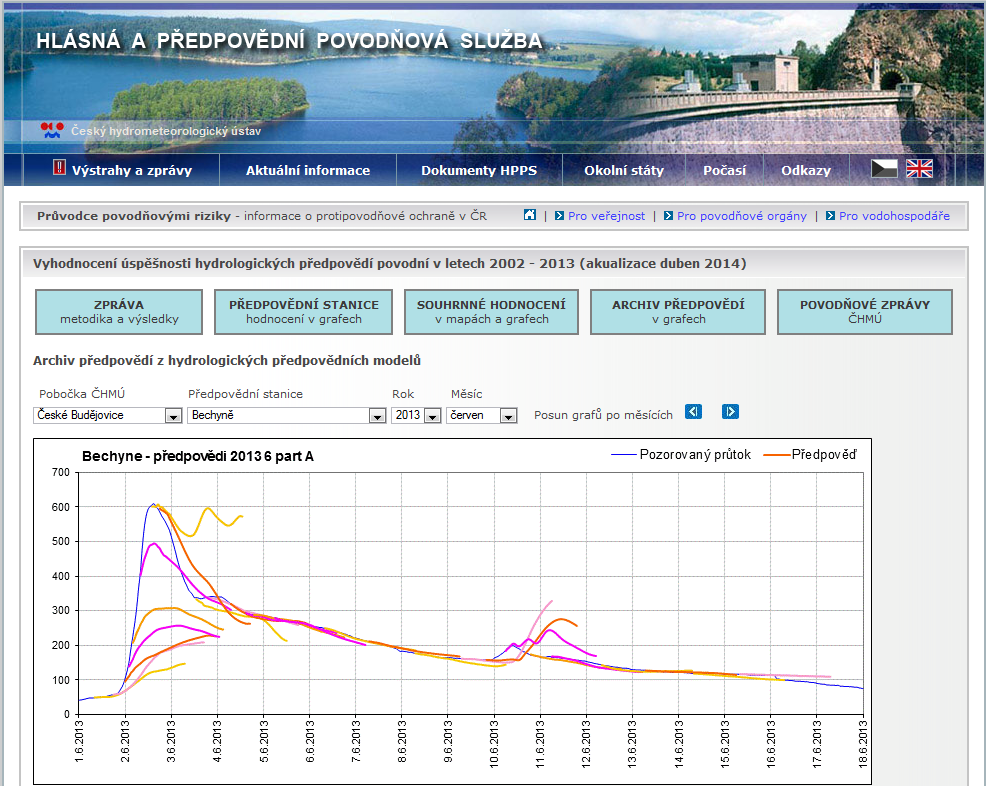 HLÁSNÁ A PŘEDPOVĚDNÍ POVODŇOVÁ SLUŽBA
Český hydrometeorologický ústav
Výstrahy a zprávy Aktuální informace Dokumenty HPPS Okolní státy Počasí Odkazy
Průvodce povodňovými riziky - informace o protipovodňové ochraně v ČR | Pro veřejnost | Pro povodňové orgány | Pro vodohospodáře
Vyhodnocení úspěšnosti hydrologických předpovědí povodní v letech 2002 - 2013 (akualizace duben 2014)
ZPRÁVA PŘEDPOVĚDNÍ STANICE SOUHRNNÉ HODNOCENÍ ARCHIV PŘEDPOVĚDÍ POVODŇOVÉ ZPRÁVY
metodika a výsledky hodnocení v grafech v mapách a grafech v grafech ČHMÚ
Archiv předpovědí z hydrologických předpovědních modelů
Pobočka ČHMÚ Předpovědní stanice Rok Měsíc
České Budějovice Bechyně 2013 červen Posun grafů po měsících
Bechyne - předpovědi 2013 6 part A Pozorovaný průtok Předpověď
700
600
500
400
300
200
100
0
1.6.2013 2.6.2013 3.6.2013 4.6.2013 5.6.2013 6.6.2013 7.6.2013 8.6.2013 9.6.2013 10.6.2013 11.6.2013 12.6.2013 13.6.2013 14.6.2013 15.6.2013 16.6.2013 17.6.2013 18.6.2013